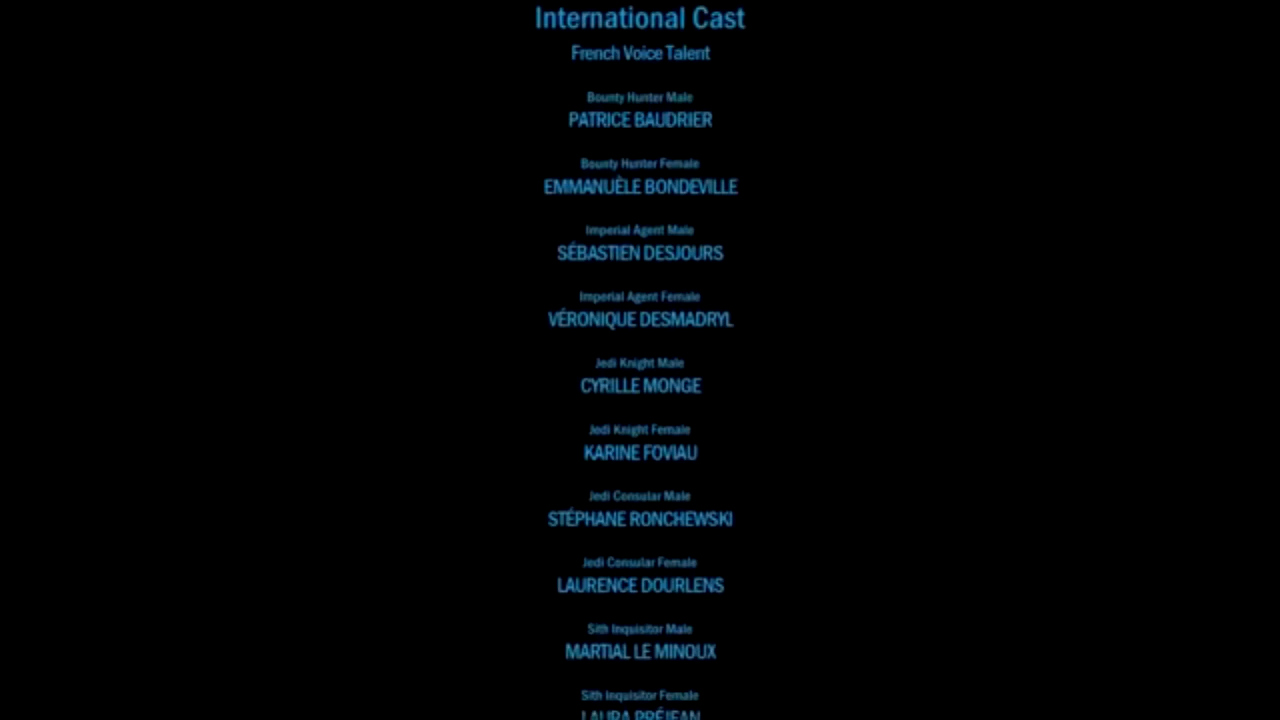 International Cast
French Voice Talent
Bounty Hunter Male
PATRICE BAUDRIER
Bounty Hunter Female
EMMANUÈLE BONDEVILLE
Imperial Agent Male
SÉBASTIEN DESJOURS
Imperial Agent Female
VÉRONIQUE DESMADRYL
Jedi Knight Male
CYRILLE MONGE
Jedi Knight Female
KARINE FOVIAU
Jedi Consular Male
STÉPHANE RONCHEWSKI
Jedi Consular Female
LAURENCE DOURLENS
Sith Inquisitor Male
MARTIAL LE MINOUX
Sith Inquisitor Female
LAURA PRÉJEAN